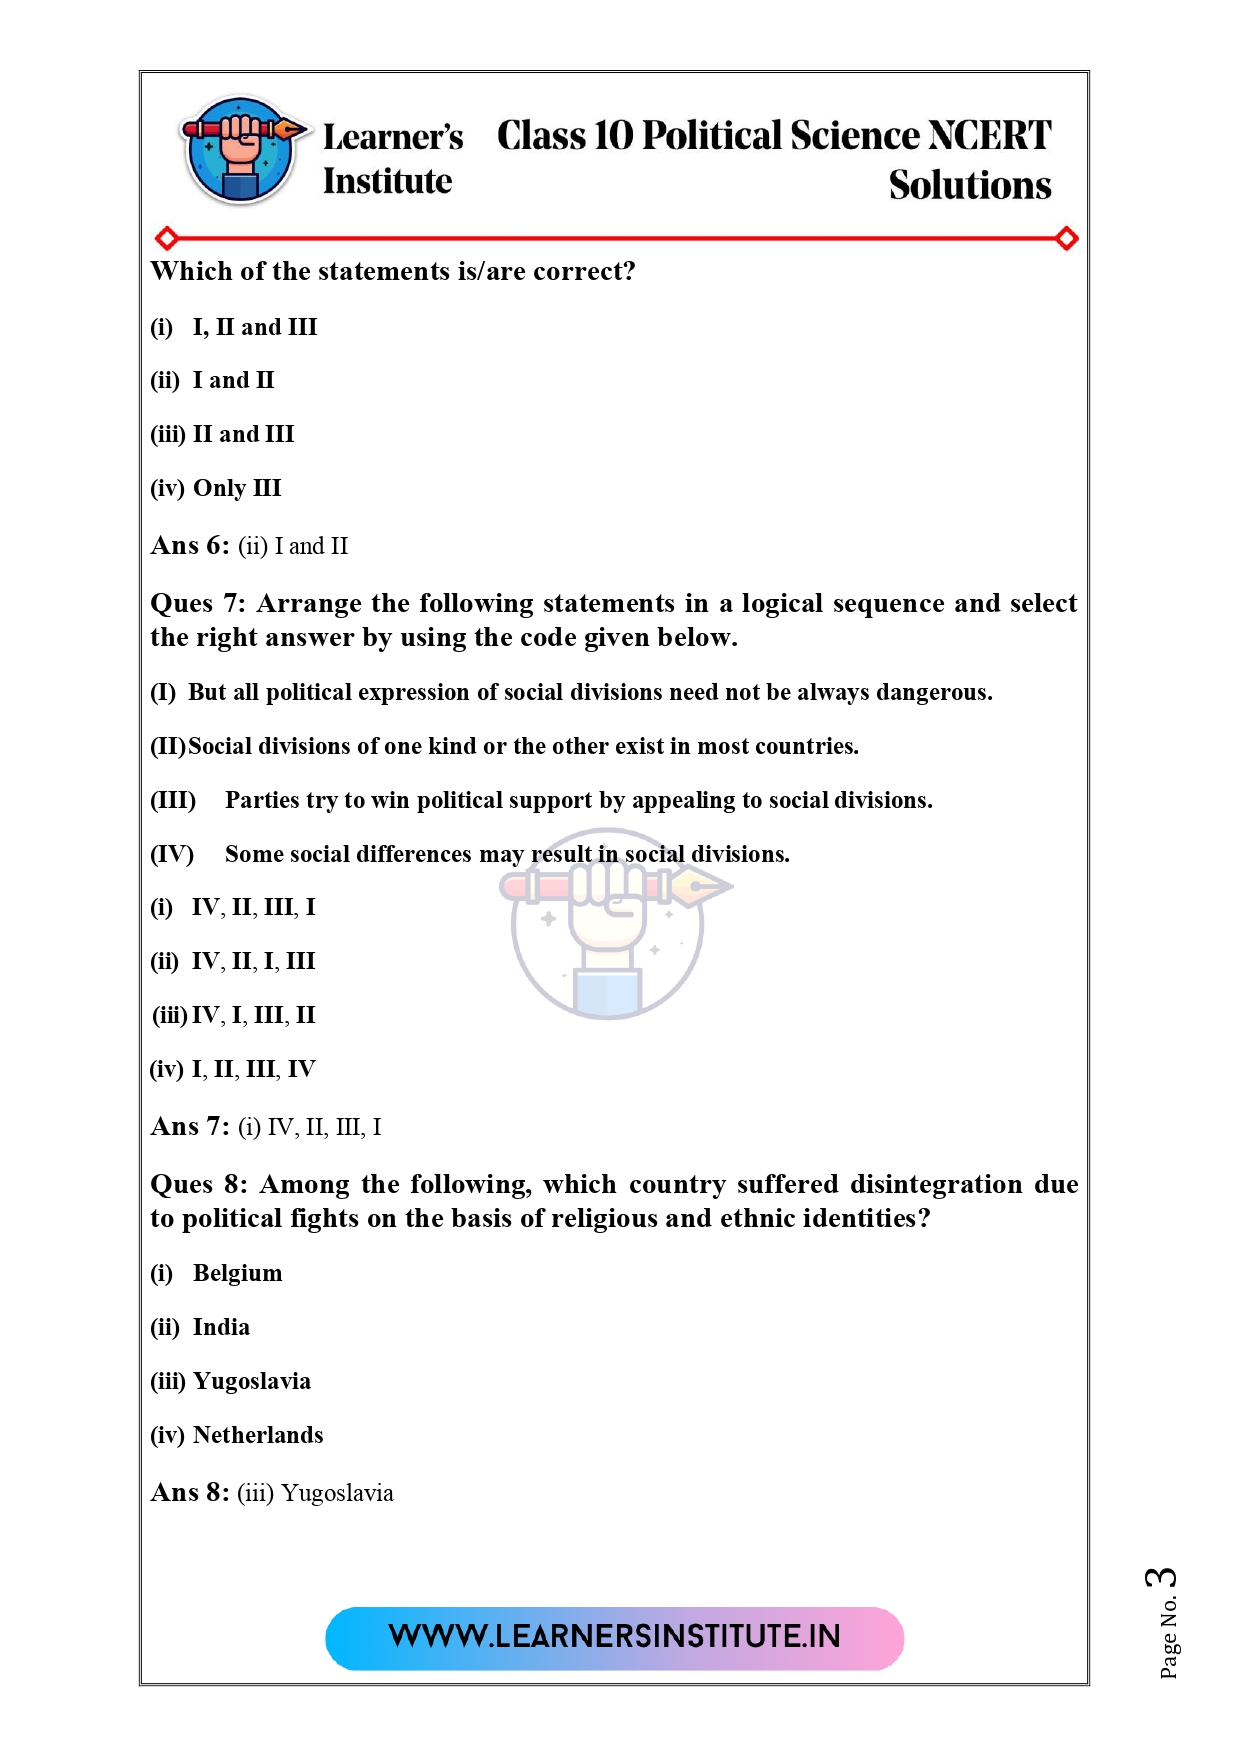 Learner's Institute
Class 10 Political Science NCERT
Solutions
Which of the statements is/are correct?
(i) I, II and III
(ii) I and II
(iii) II and III
(iv) Only III
Ans 6: (ii) I and II
Ques 7: Arrange the following statements in a logical sequence and select
the right answer by using the code given below.
(I) But all political expression of social divisions need not be always dangerous.
(II) Social divisions of one kind or the other exist in most countries.
(III) Parties try to win political support by appealing to social divisions.
(IV) Some social differences may result in social divisions.
(i) IV, II, III, I
(ii) IV, II, I, III
(iii) IV, I, III, II
(iv) I, II, III, IV
Ans 7: (i) IV, II, III, I
Ques 8: Among the following, which country suffered disintegration due
to political fights on the basis of religious and ethnic identities?
(i) Belgium
(ii) India
(iii) Yugoslavia
(iv) Netherlands
Ans 8: (iii) Yugoslavia
WWW.LEARNERSINSTITUTE.IN
Page No. 3